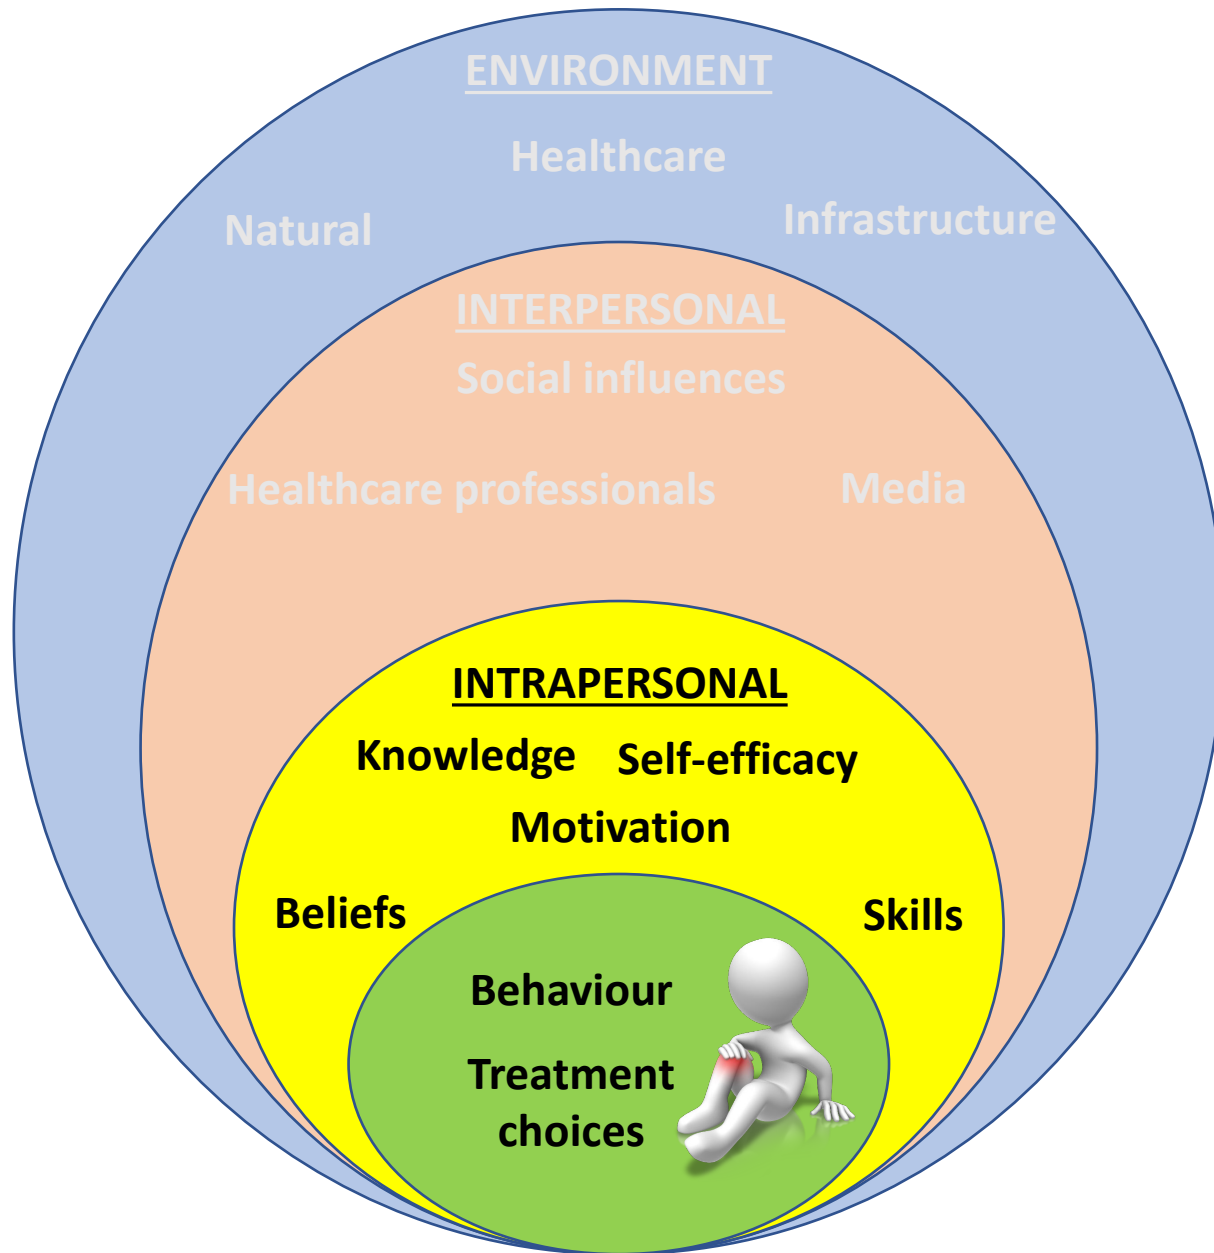 ENVIRONMENT
Healthcare
Natural
Infrastructure
INTERPERSONAL
Social influences
Healthcare professionals
Media
INTRAPERSONAL
Knowledge
Self-efficacy
Motivation
Beliefs
Skills
Behaviour
Treatment
choices